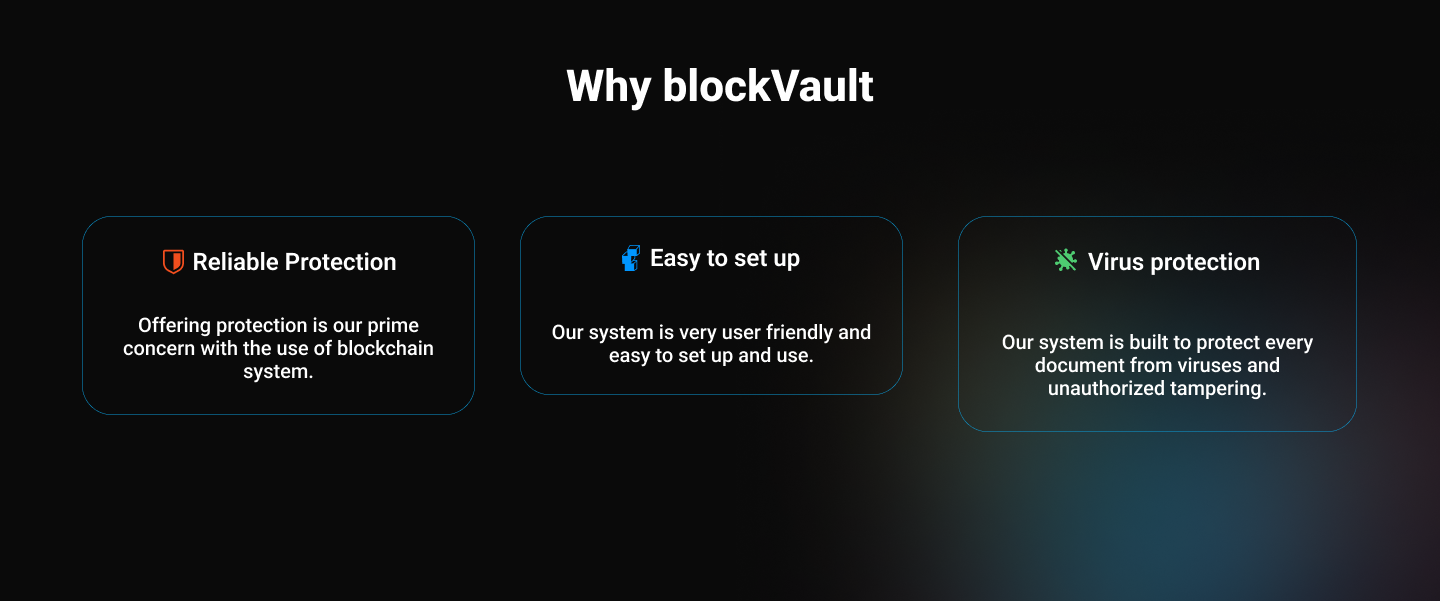 Why blockVault
Reliable Protection
Offering protection is our prime
concern with the use of blockchain
system.
Easy to set up
Our system is very user friendly and
easy to set up and use.
Virus protection
Our system is built to protect every
document from viruses and
unauthorized tampering.